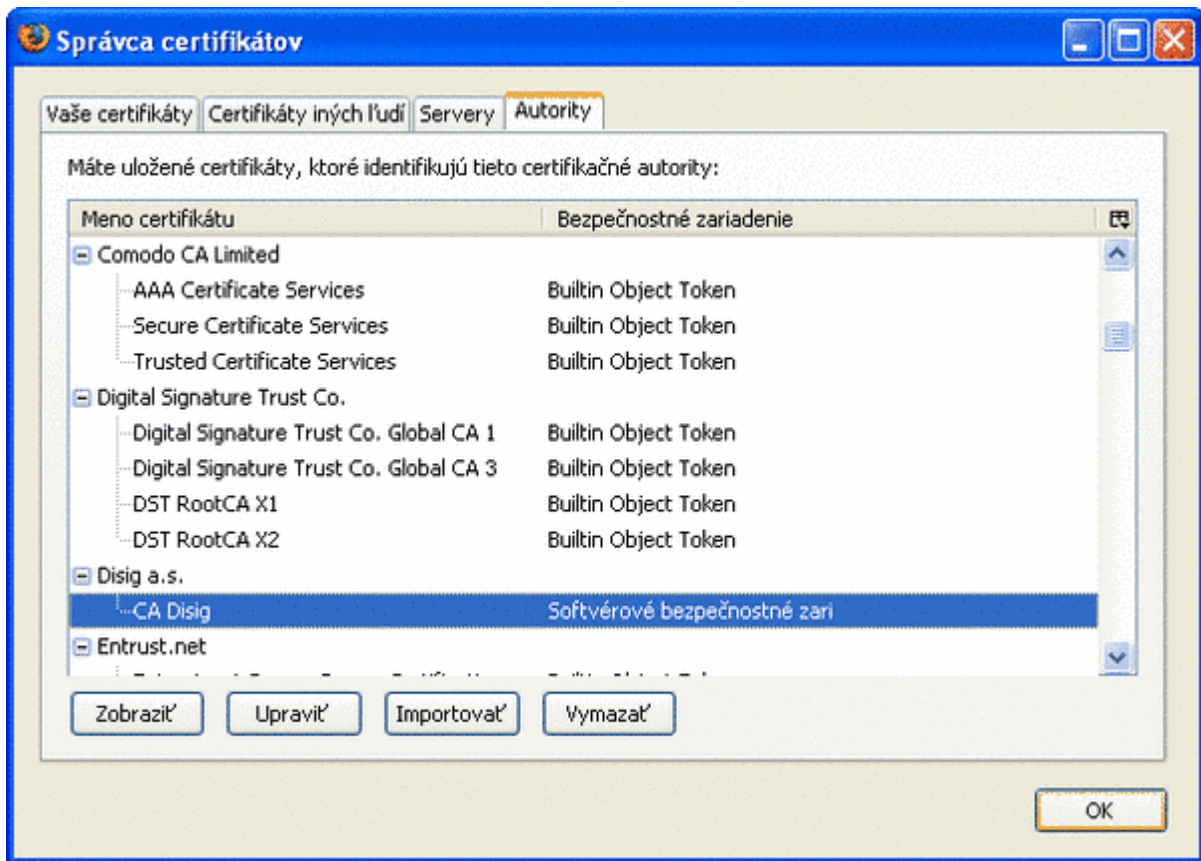 Správca certifikátov
Vaše certifikáty Certifikáty iných ľudí Servery Autority
Máte uložené certifikáty, ktoré identifikujú tieto certifikačné autority:
Meno certifikátu Bezpečnostné zariadenie
Comodo CA Limited
AAA Certificate Services Builtin Object Token
Secure Certificate Services Builtin Object Token
Trusted Certificate Services Builtin Object Token
Digital Signature Trust Co.
Digital Signature Trust Co. Global CA 1 Builtin Object Token
Digital Signature Trust Co. Global CA 3 Builtin Object Token
DST RootCA X1 Builtin Object Token
DST RootCA X2 Builtin Object Token
Disig a.s.
CA Disig Softvérové bezpečnostné zari
Entrust.net
Zobraziť Upraviť Importovať Vymazať
OK